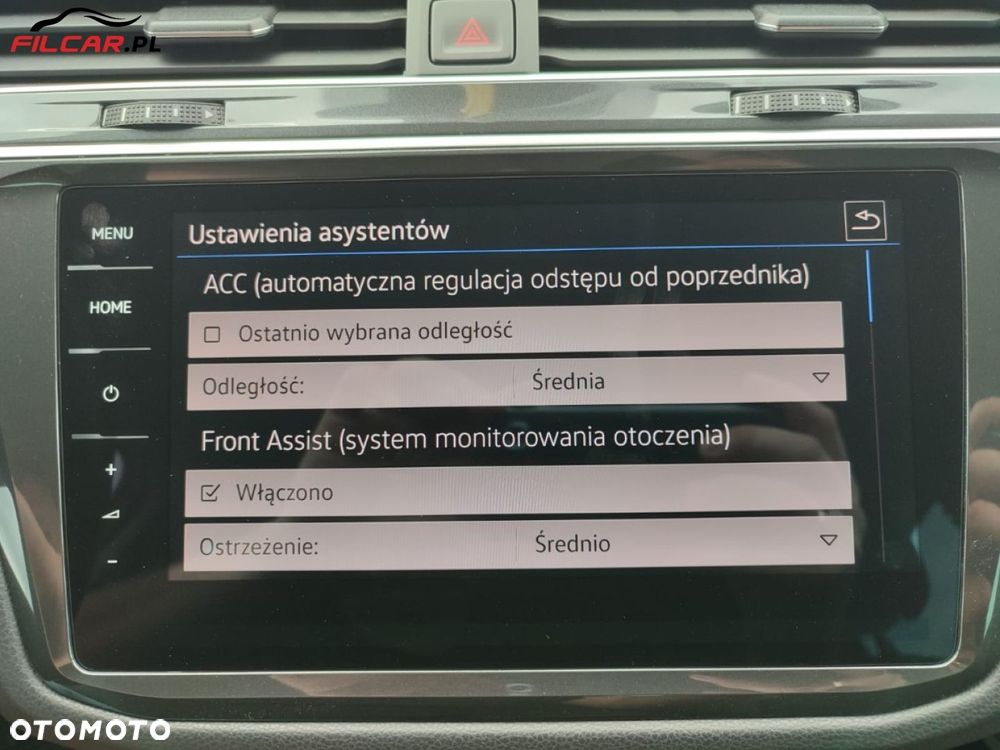 FILCAR.PL
MENU
Ustawienia asystentów
ACC (automatyczna regulacja odstępu od poprzednika)
HOME
Ostatnio wybrana odległość
Odległość: Średnia
Front Assist (system monitorowania otoczenia)
+
Włączono
Ostrzeżenie: Średnio
-
OTOMOTO